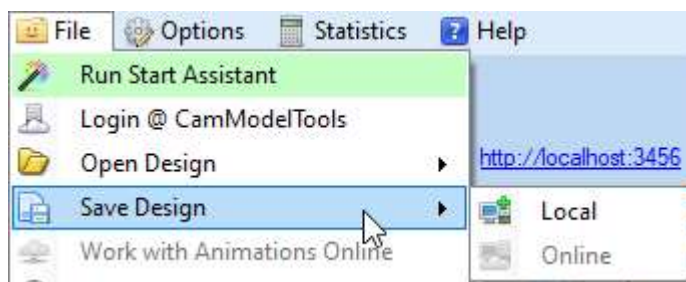 File Options Statistics Help
Run Start Assistant
Login @ CamModelTools
Open Design
http://localhost:3456
Save Design
Local
Work with Animations Online
Online